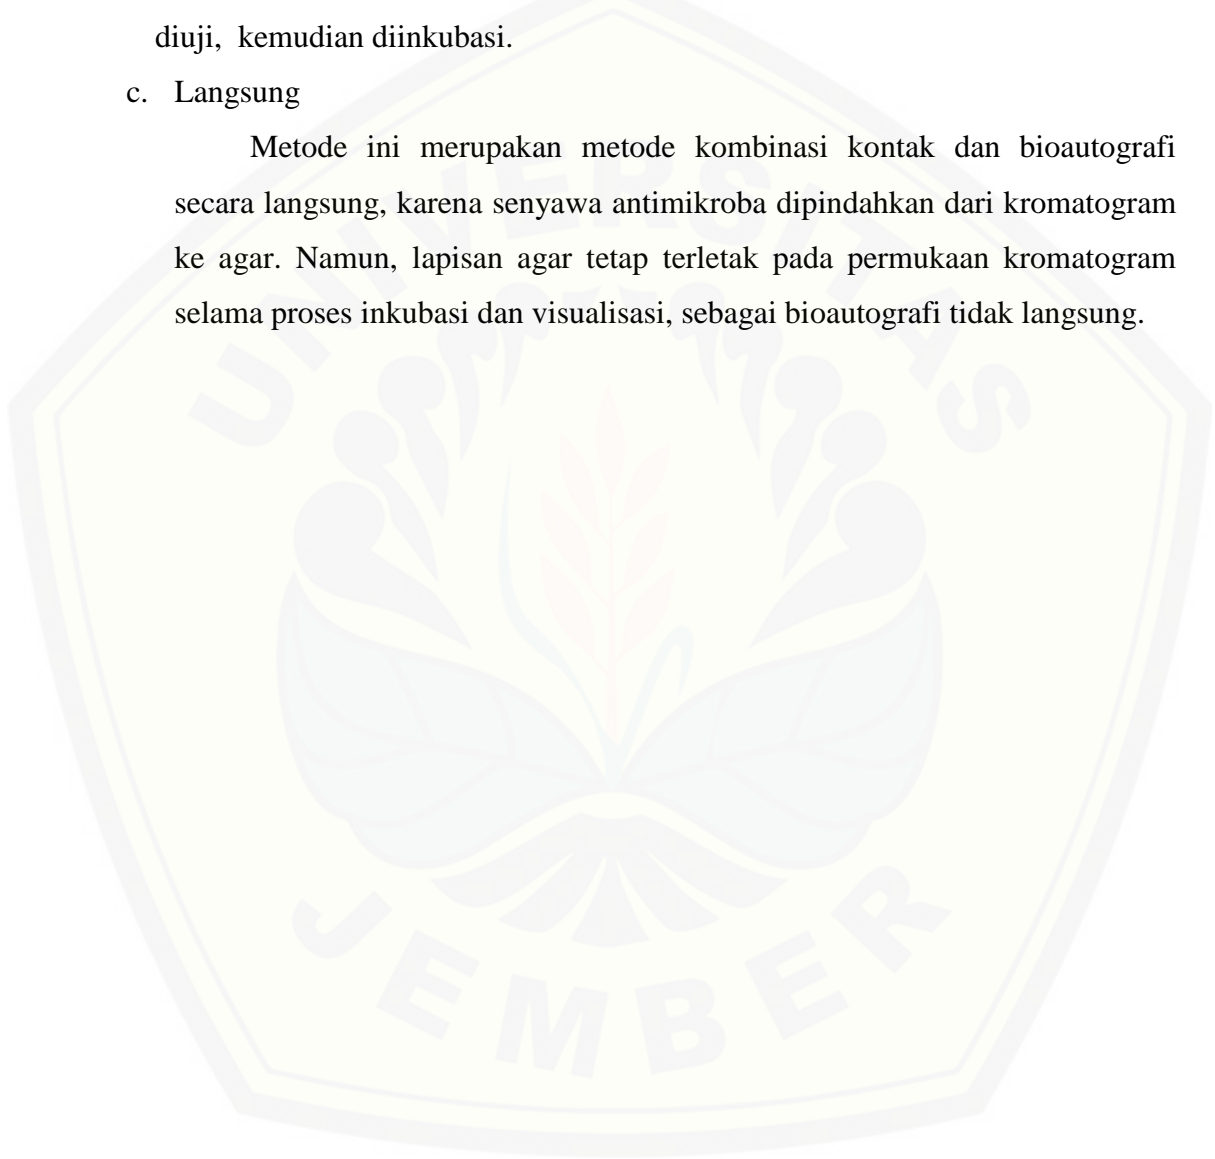 diuji, kemudian diinkubasi.
c. Langsung
Metode ini merupakan metode kombinasi kontak dan bioautografi
secara langsung, karena senyawa antimikroba dipindahkan dari kromatogram
ke agar. Namun, lapisan agar tetap terletak pada permukaan kromatogram
selama proses inkubasi dan visualisasi, sebagai bioautografi tidak langsung.
UNIVERSITAS
JEMBER